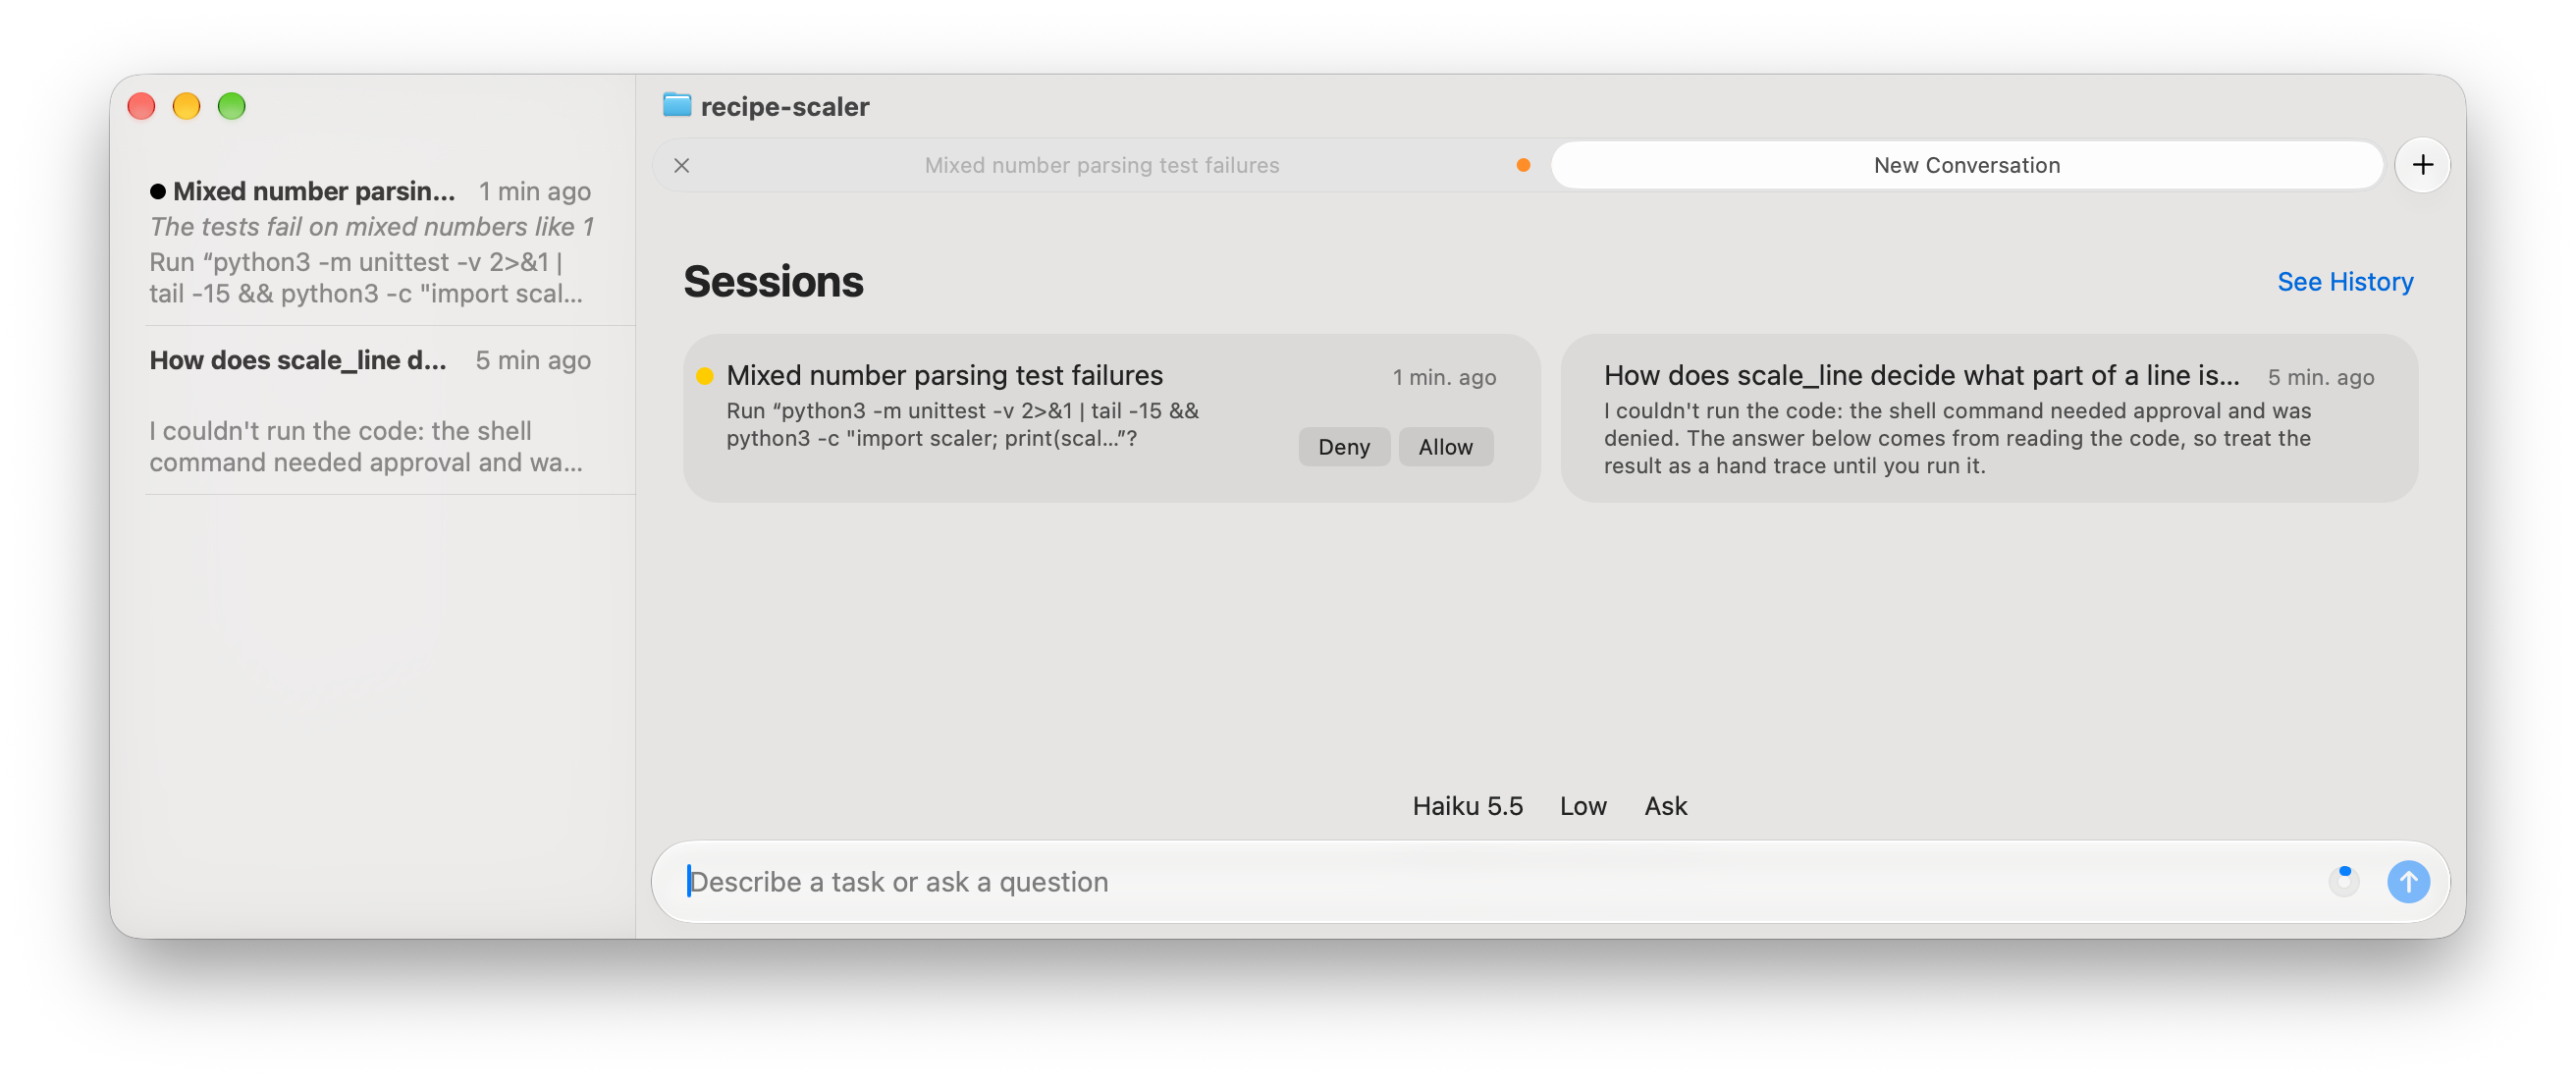 Mixed number parsin... 1 min ago
The tests fail on mixed numbers like 1
Run “python3 -m unittest -v 2>&1 |
tail -15 && python3 -c "import scal...
How does scale_line d... 5 min ago
I couldn't run the code: the shell
command needed approval and wa...
recipe-scaler
Mixed number parsing test failures
New Conversation
Sessions
See History
Mixed number parsing test failures 1 min. ago
Run “python3 -m unittest -v 2>&1 | tail -15 &&
python3 -c "import scaler; print(scal...”?
Deny Allow
How does scale_line decide what part of a line is... 5 min. ago
I couldn't run the code: the shell command needed approval and was
denied. The answer below comes from reading the code, so treat the
result as a hand trace until you run it.
Haiku 5.5 Low Ask
Describe a task or ask a question